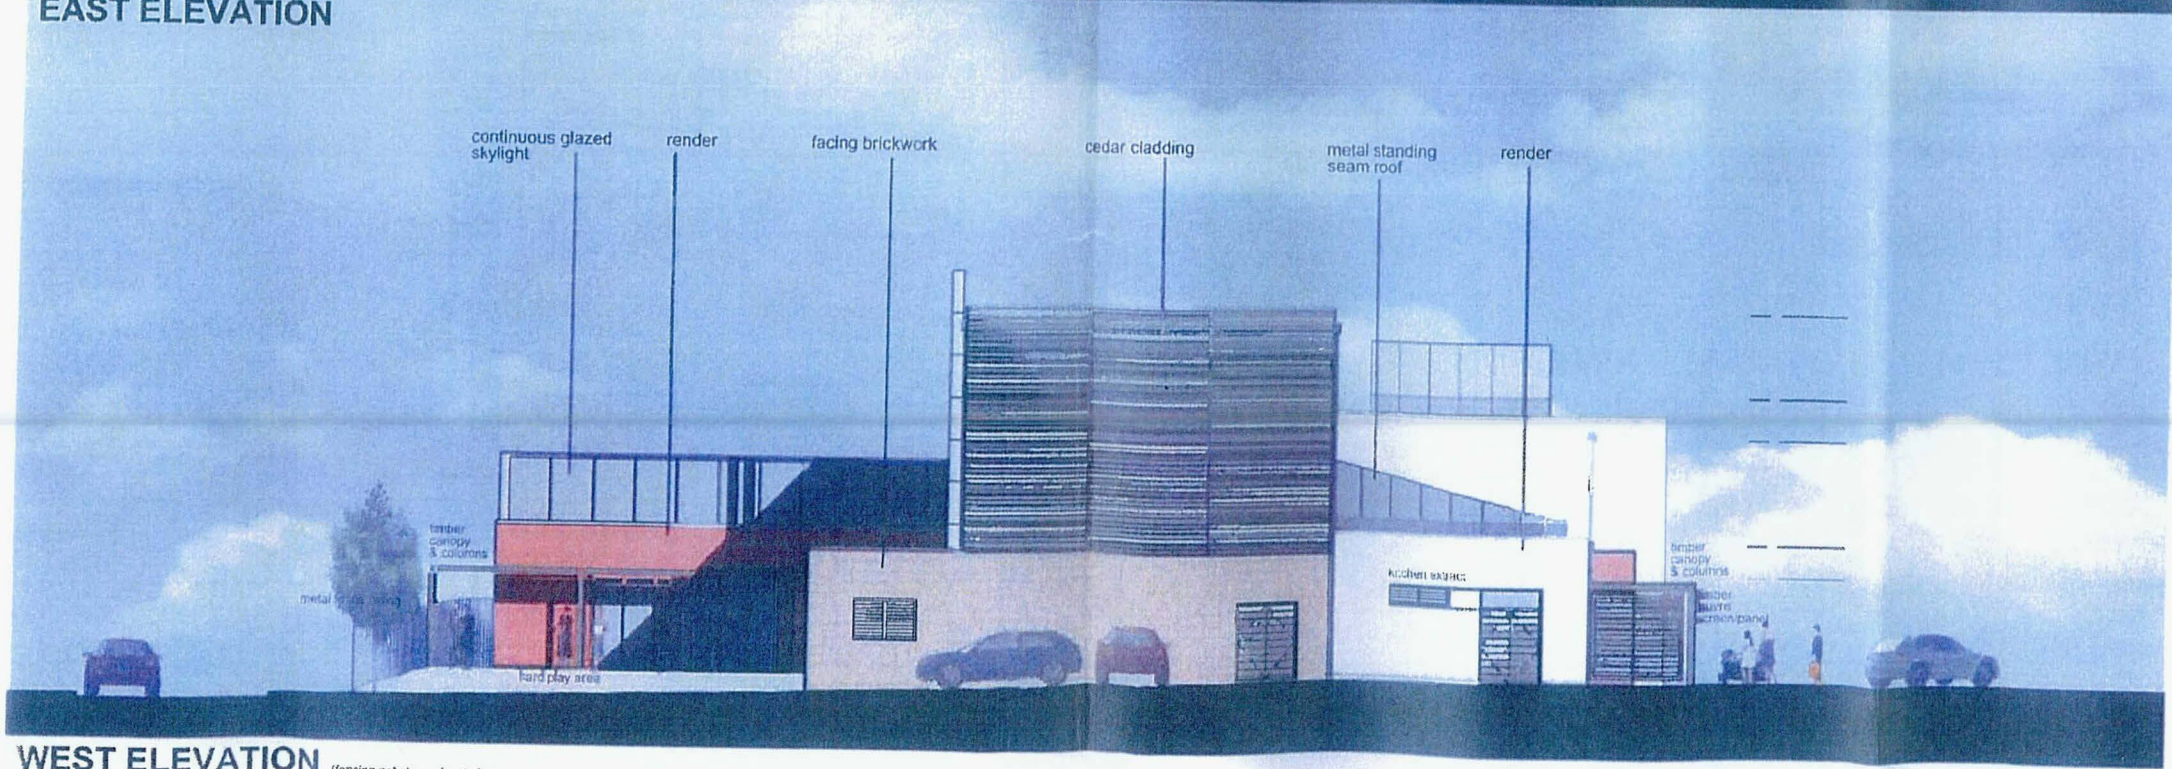 EAST ELEVATION
continuous glazed
skylight
render
facing brickwork
cedar cladding
metal standing
seam roof
render
timber
canopy
& columns
metal
kitchen extract
timber
canopy
& columns
hard play area
WEST ELEVATION